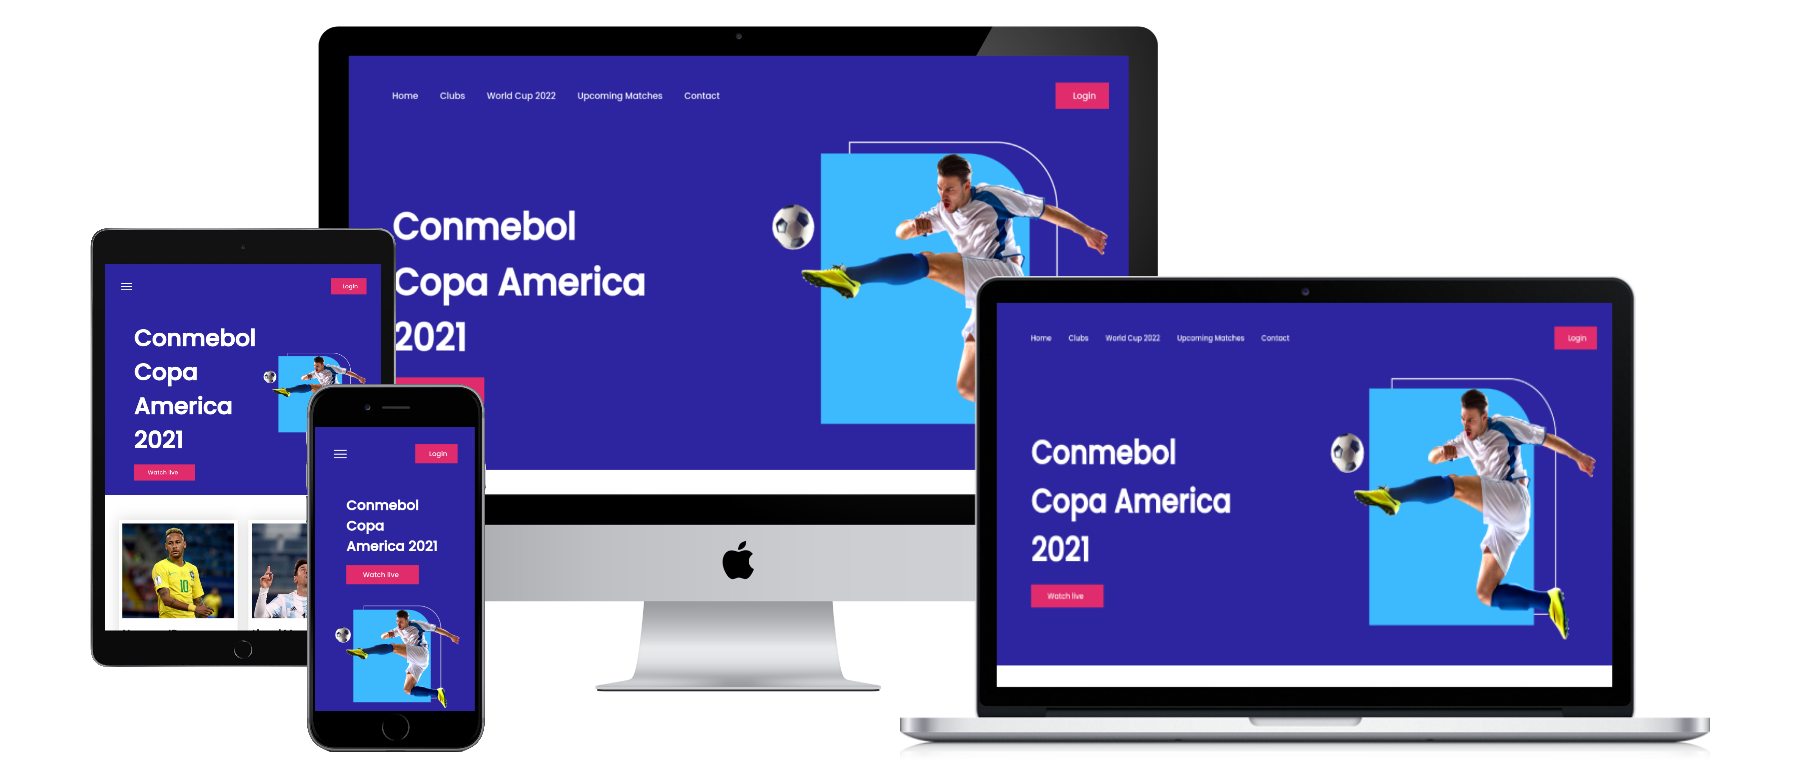 Home Clubs World Cup 2022 Upcoming Matches Contact Login
Conmebol
Copa America
2021
Login
Conmebol
Copa
America
2021
Watch live
10
Login
Conmebol
Copa
America 2021
Watch live
Home Clubs World Cup 2022 Upcoming Matches Contact Login
Conmebol
Copa America
2021
Watch live